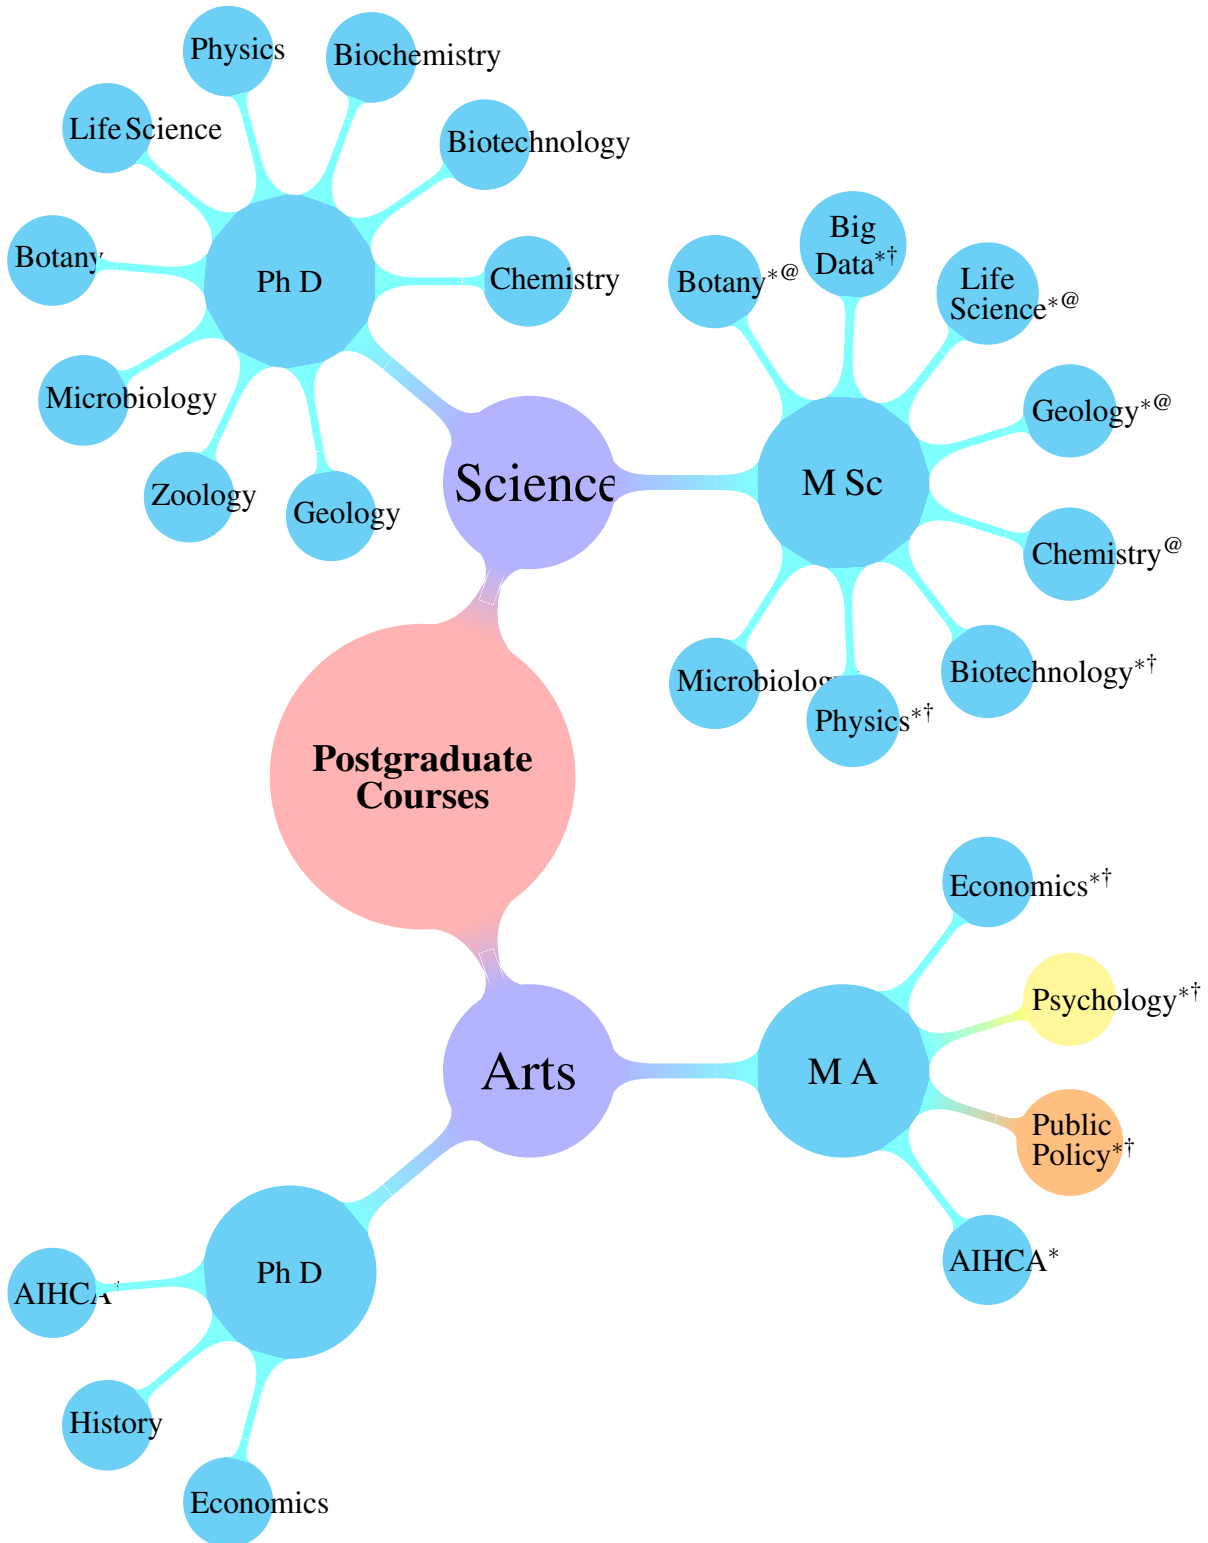 Physics
Biochemistry
Life Science
Biotechnology
Botany
Ph D
Chemistry
Microbiology
Zoology
Geology
Science
Big
Data*†
Botany*@
Life
Science*@
Geology*@
M Sc
Chemistry@
Biotechnology*†
Physics*†
Postgraduate
Courses
Economics*†
Psychology*†
Arts
M A
Public
Policy*†
AIHCA*
Ph D
AIHCA
History
Economics